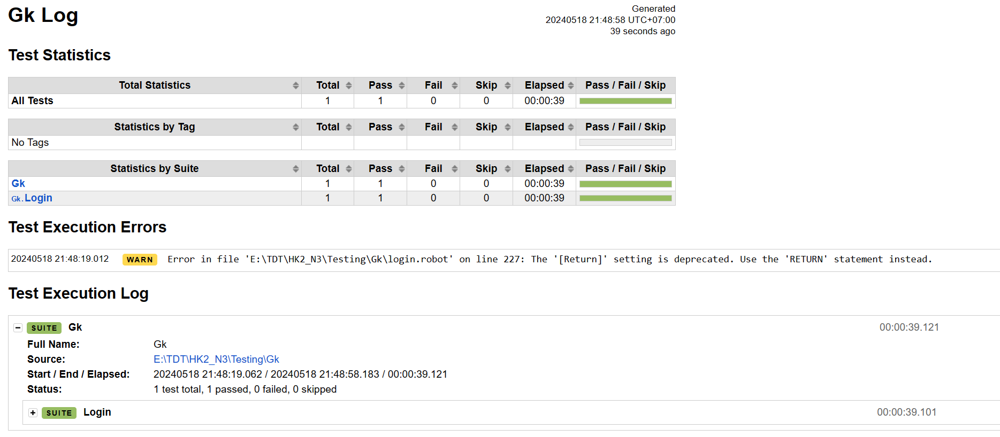 Gk Log
Generated
20240518 21:48:58 UTC+07:00
39 seconds ago
Test Statistics
Total Statistics Total Pass Fail Skip Elapsed Pass / Fail / Skip
All Tests 1 1 0 0 00:00:39
Statistics by Tag Total Pass Fail Skip Elapsed Pass / Fail / Skip
No Tags
Statistics by Suite Total Pass Fail Skip Elapsed Pass / Fail / Skip
Gk 1 1 0 0 00:00:39
Gk.Login 1 1 0 0 00:00:39
Test Execution Errors
20240518 21:48:19.012 WARN Error in file 'E:\TDT\HK2_N3\Testing\Gk\login.robot' on line 227: The '[Return]' setting is deprecated. Use the 'RETURN' statement instead.
Test Execution Log
SUITE Gk 00:00:39.121
Full Name: Gk
Source: E:\TDT\HK2_N3\Testing\Gk
Start / End / Elapsed: 20240518 21:48:19.062 / 20240518 21:48:58.183 / 00:00:39.121
Status: 1 test total, 1 passed, 0 failed, 0 skipped
SUITE Login 00:00:39.101